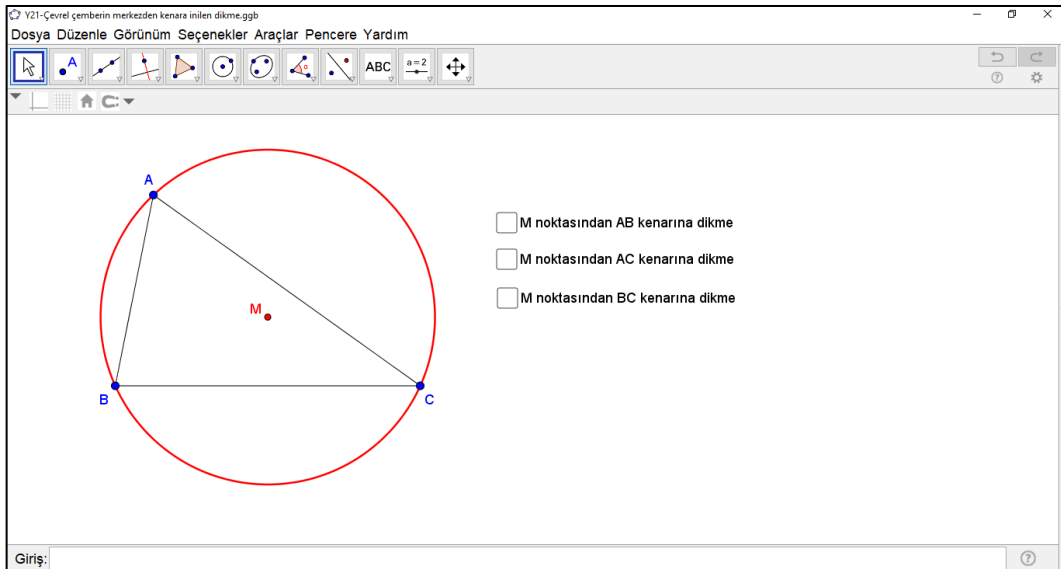 Y21-Çevrel çemberin merkezden kenara inilen dikme.ggb
Dosya Düzenle Görünüm Seçenekler Araçlar Pencere Yardım
A ABC a=2
A
M noktasından AB kenarına dikme
M noktasından AC kenarına dikme
M noktasından BC kenarına dikme
M
B
C
Giriş: